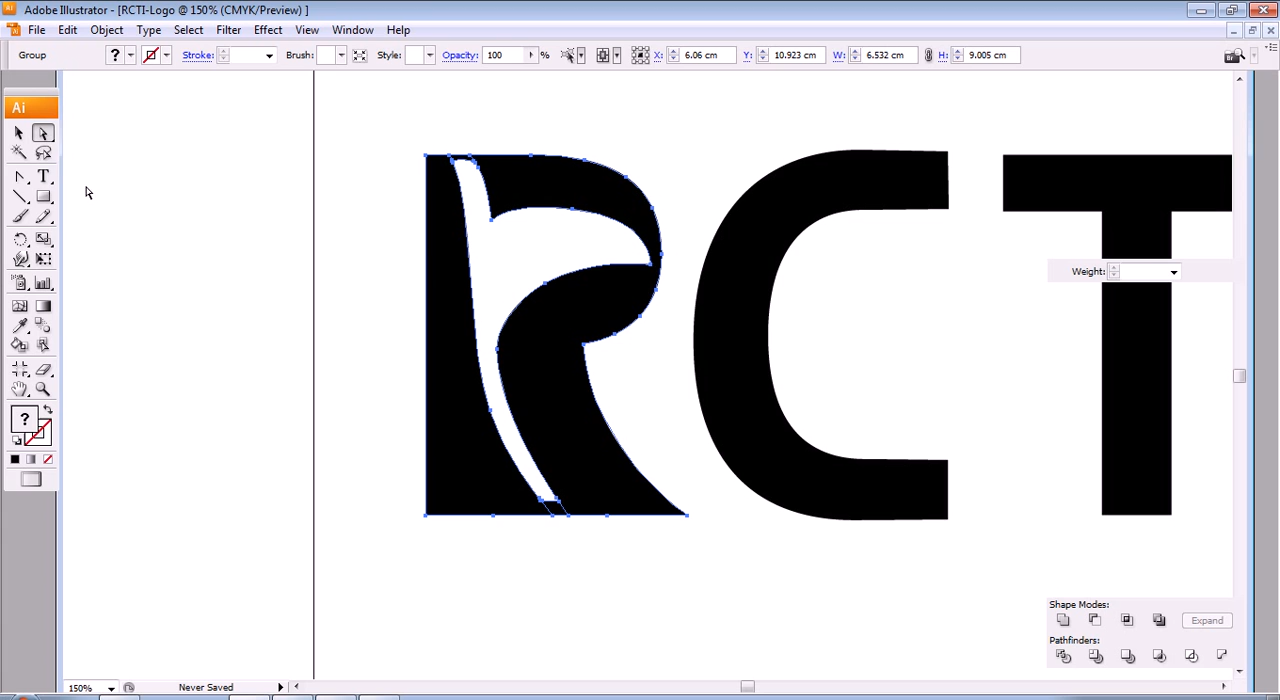 Adobe Illustrator - [RCTI-Logo @ 150% (CMYK/Preview) ]
File Edit Object Type Select Filter Effect View Window Help
Group ? Stroke: Brush: Style: Opacity: 100 % X: 6.06 cm Y: 10.923 cm W: 6.532 cm H: 9.005 cm
Ai
T
?
RCT
Weight:
Shape Modes:
Expand
Pathfinders:
150% Never Saved